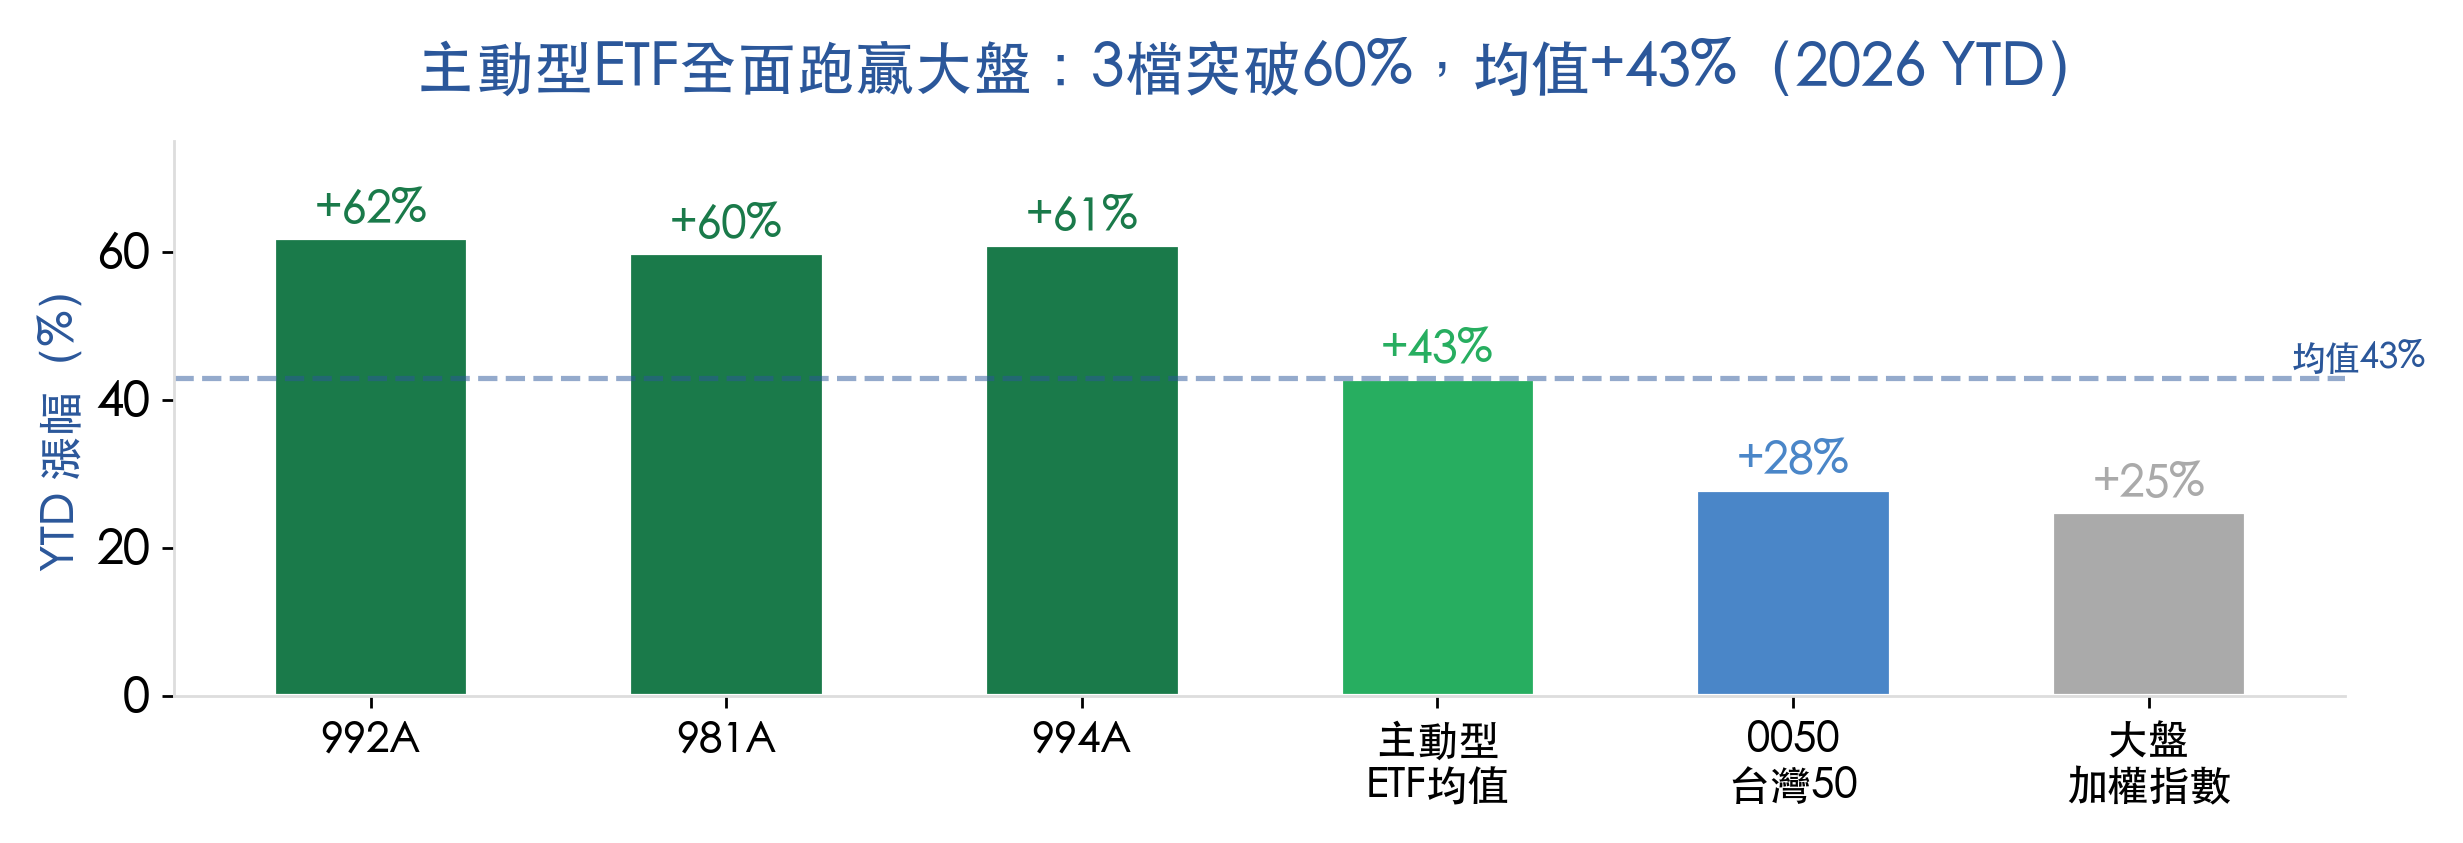 主動型ETF全面跑贏大盤：3檔突破60%，均值+43%（2026 YTD）
YTD 漲幅（%）
60
40
20
0
+62%
+60%
+61%
+43%
+28%
+25%
均值43%
992A
981A
994A
主動型
ETF均值
0050
台灣50
大盤
加權指數